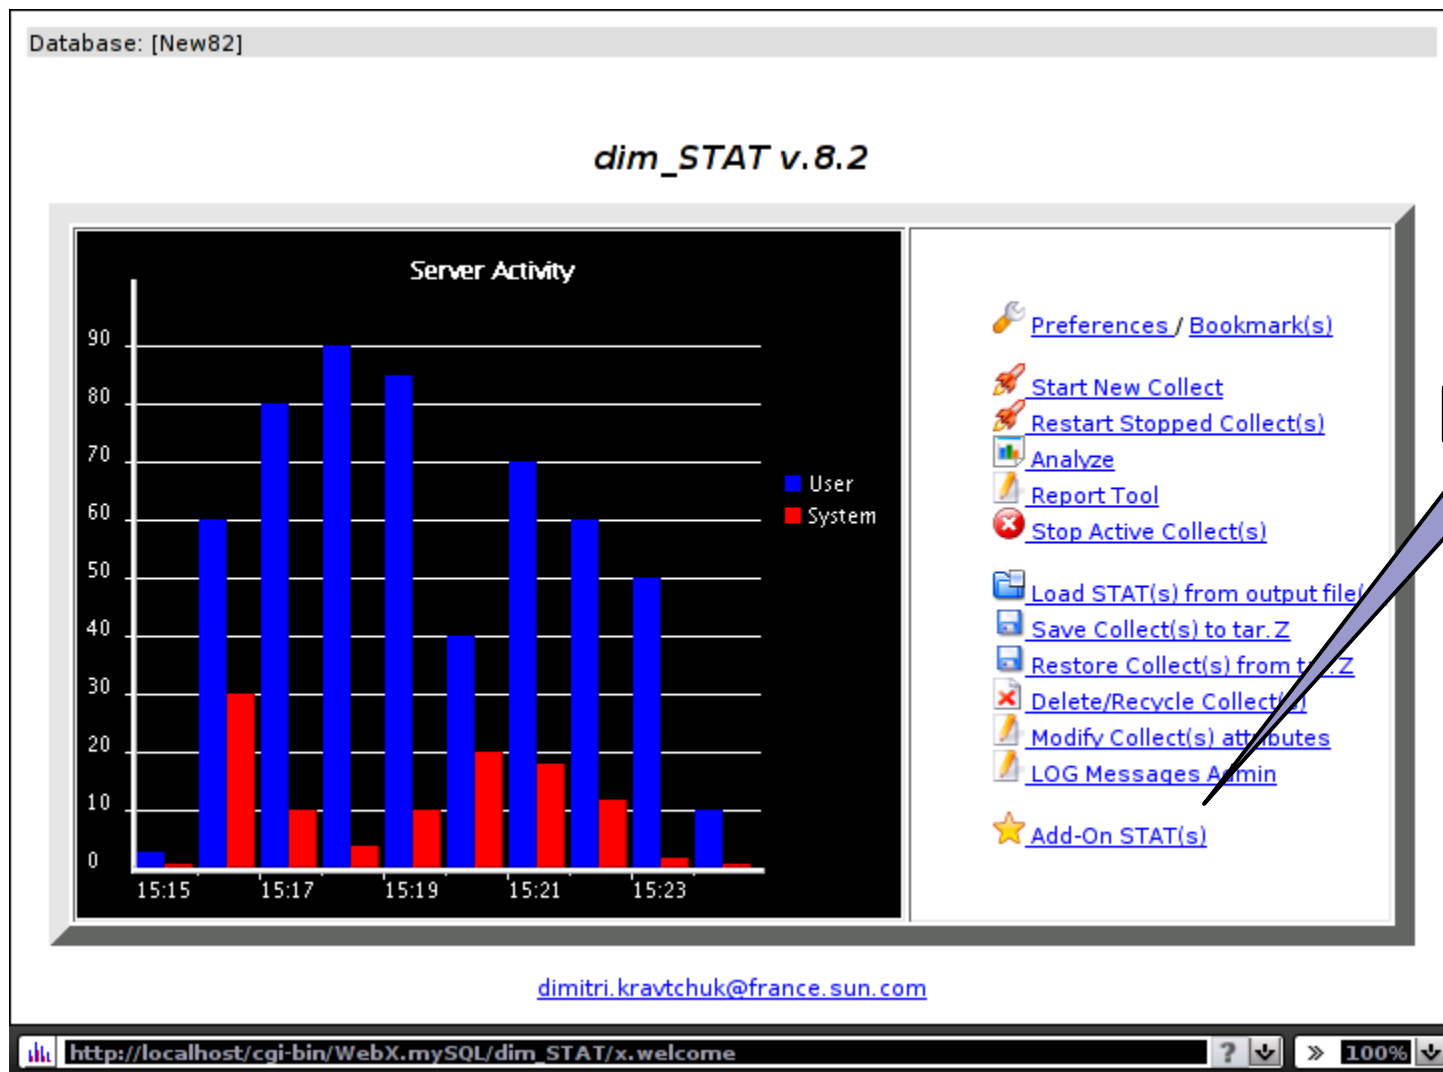 Database: [New82]
dim_STAT v.8.2
Server Activity
90
80
70
60
50
40
30
20
10
0
15:15 15:17 15:19 15:21 15:23
User
System
Preferences / Bookmark(s)
Start New Collect
Restart Stopped Collect(s)
Analyze
Report Tool
Stop Active Collect(s)
Load STAT(s) from output file(
Save Collect(s) to tar.Z
Restore Collect(s) from tar.Z
Delete/Recycle Collect(s)
Modify Collect(s) attributes
LOG Messages Admin
Add-On STAT(s)
dimitri.kravtchuk@france.sun.com
http://localhost/cgi-bin/WebX.mySQL/dim_STAT/x.welcome ? » 100%